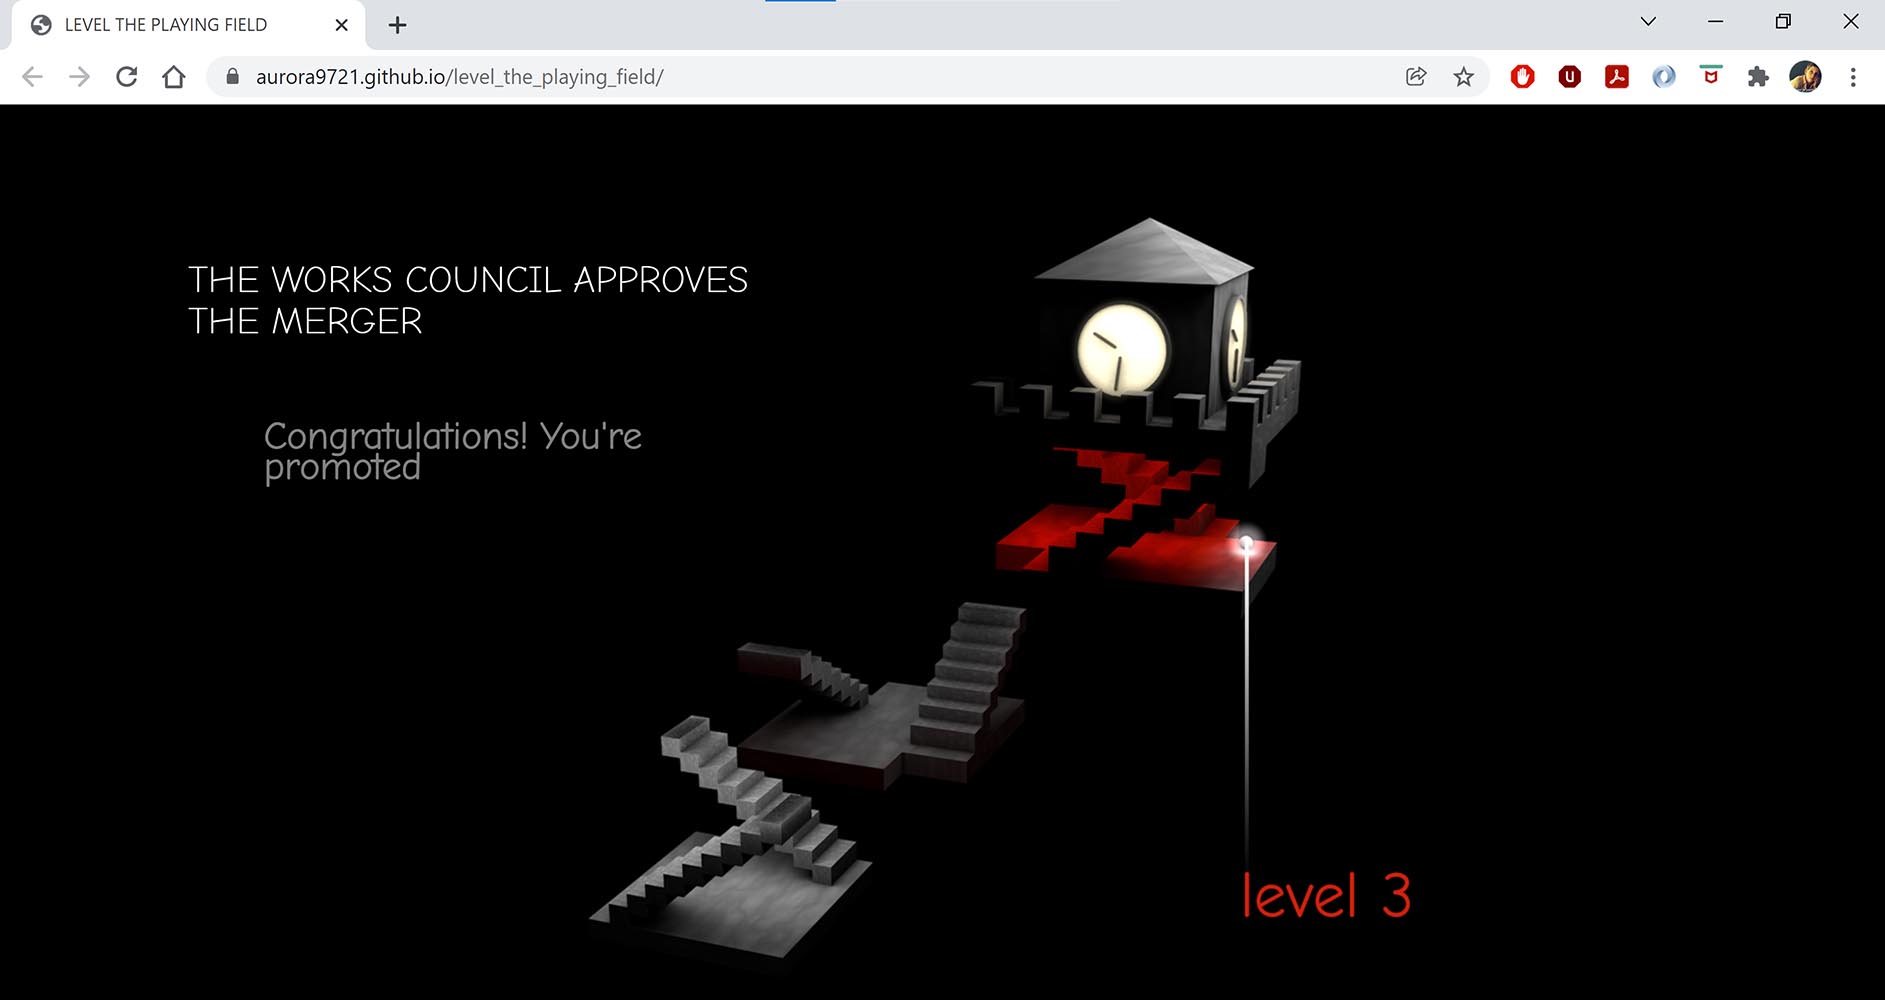 LEVEL THE PLAYING FIELD
aurora9721.github.io/level_the_playing_field/
THE WORKS COUNCIL APPROVES
THE MERGER
Congratulations! You're
promoted
level 3